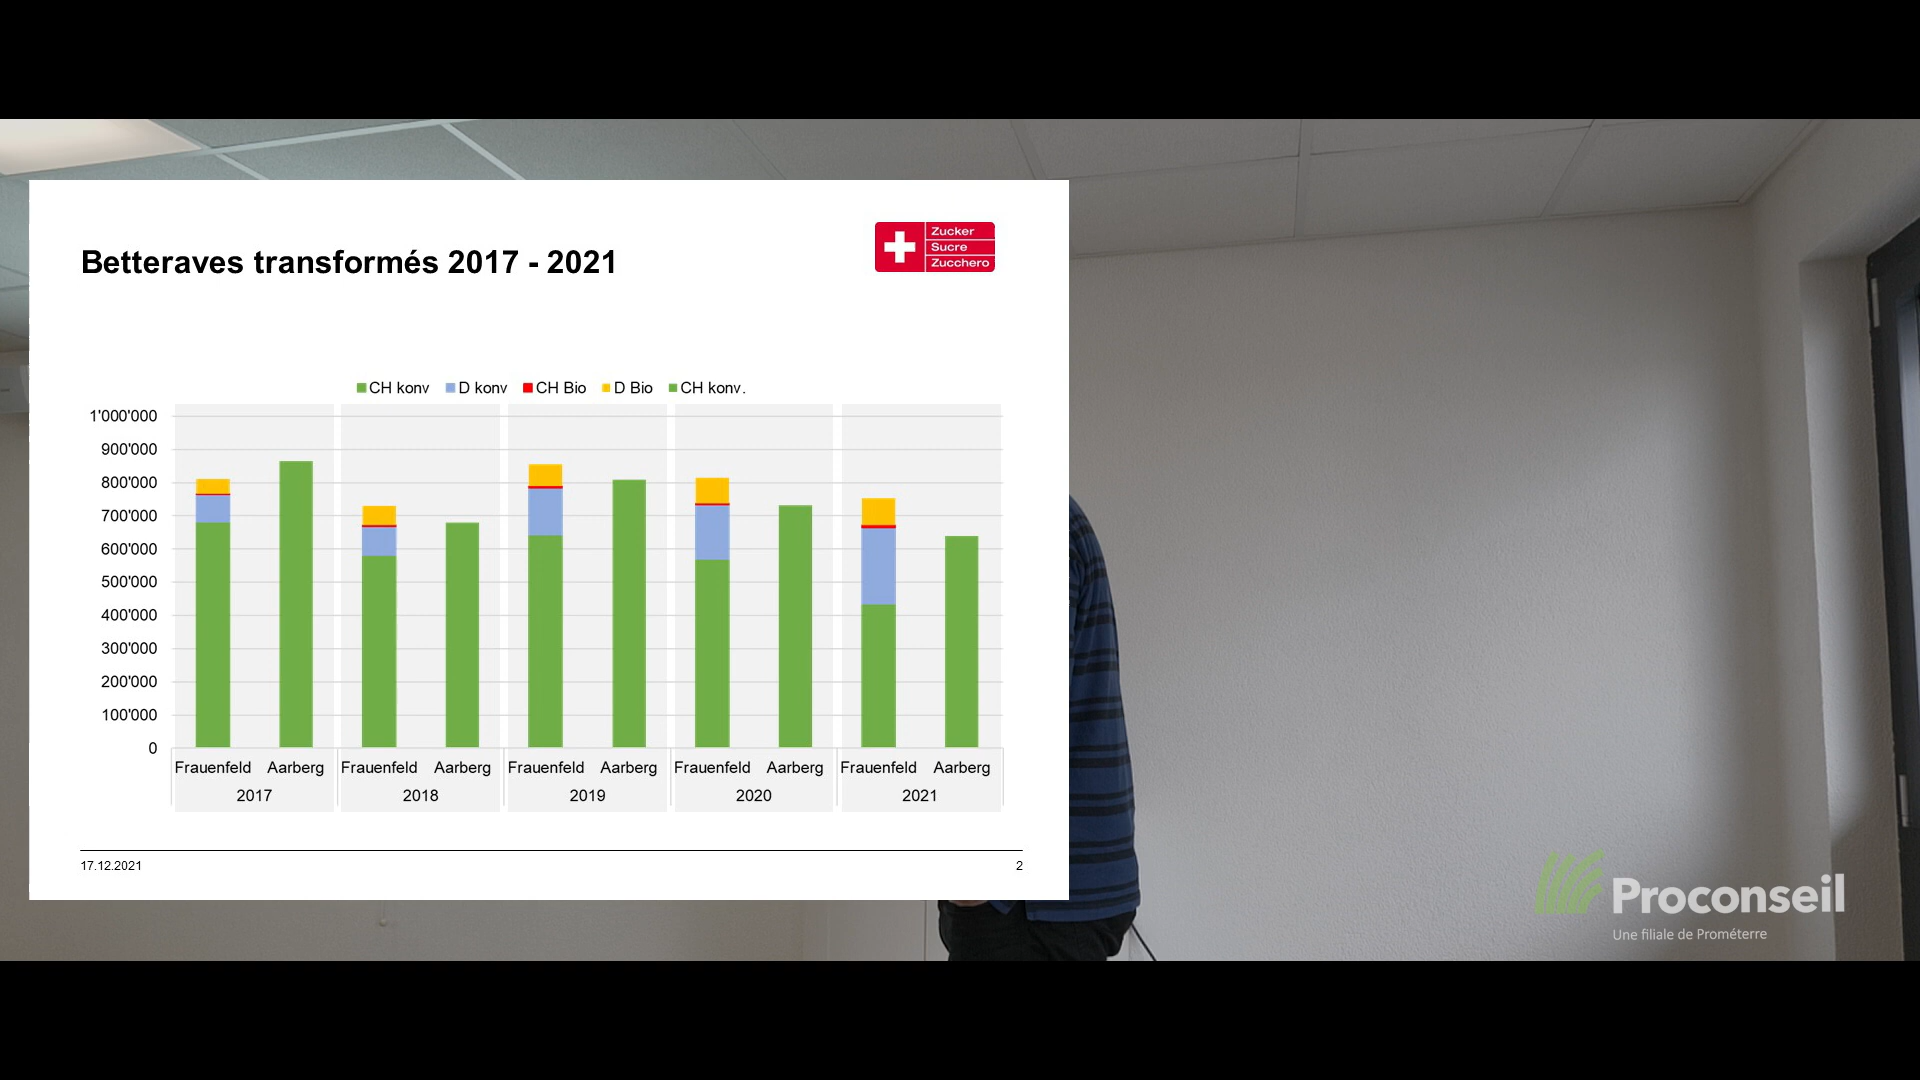 Zucker
Sucre
Zucchero
Betteraves transformés 2017 - 2021
CH konv D konv CH Bio D Bio CH konv.
1'000'000
900'000
800'000
700'000
600'000
500'000
400'000
300'000
200'000
100'000
0
Frauenfeld Aarberg Frauenfeld Aarberg Frauenfeld Aarberg Frauenfeld Aarberg Frauenfeld Aarberg
2017 2018 2019 2020 2021
17.12.2021 2
Proconseil
Une filiale de Prométerre